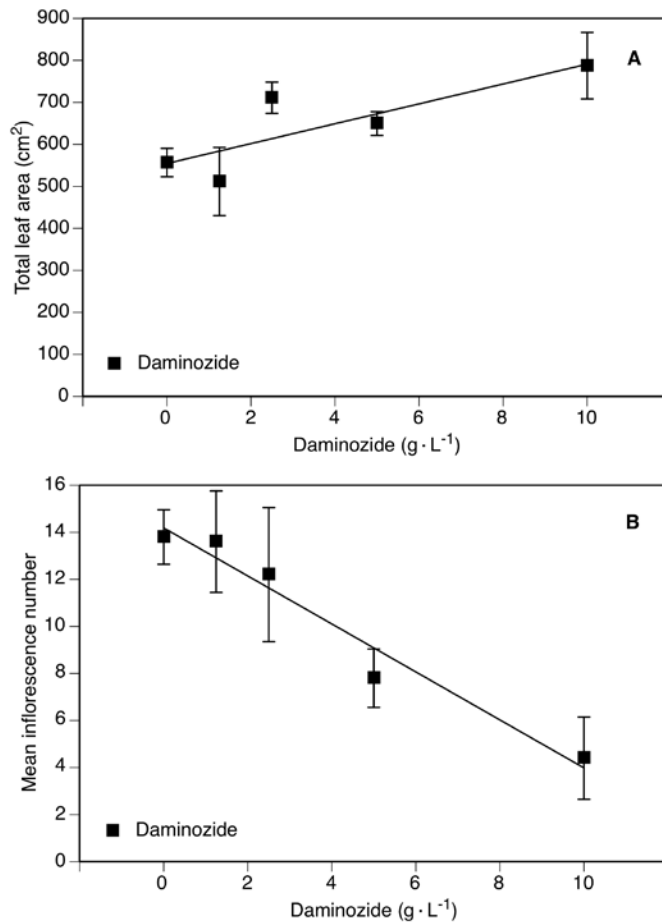 900
800
700
600
500
400
300
200
100
0
Total leaf area (cm²)
A
Daminozide
0 2 4 6 8 10
Daminozide (g · L⁻¹)
16
14
12
10
8
6
4
2
0
Mean inflorescence number
B
Daminozide
0 2 4 6 8 10
Daminozide (g · L⁻¹)